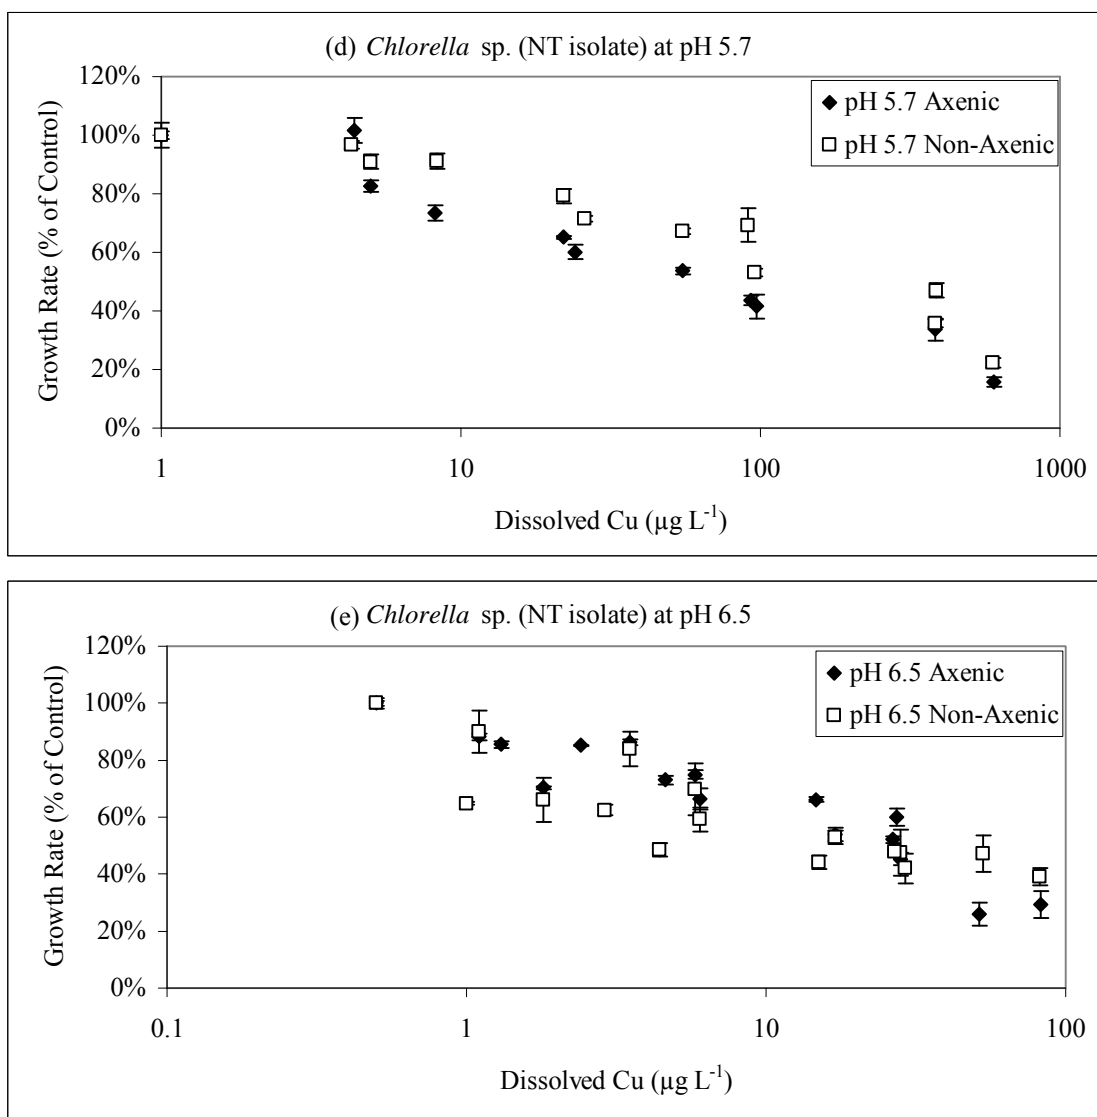 (d) Chlorella sp. (NT isolate) at pH 5.7
120%
100%
80%
60%
40%
20%
0%
Growth Rate (% of Control)
pH 5.7 Axenic
pH 5.7 Non-Axenic
1 10 100 1000
Dissolved Cu (µg L⁻¹)
(e) Chlorella sp. (NT isolate) at pH 6.5
120%
100%
80%
60%
40%
20%
0%
Growth Rate (% of Control)
pH 6.5 Axenic
pH 6.5 Non-Axenic
0.1 1 10 100
Dissolved Cu (µg L⁻¹)